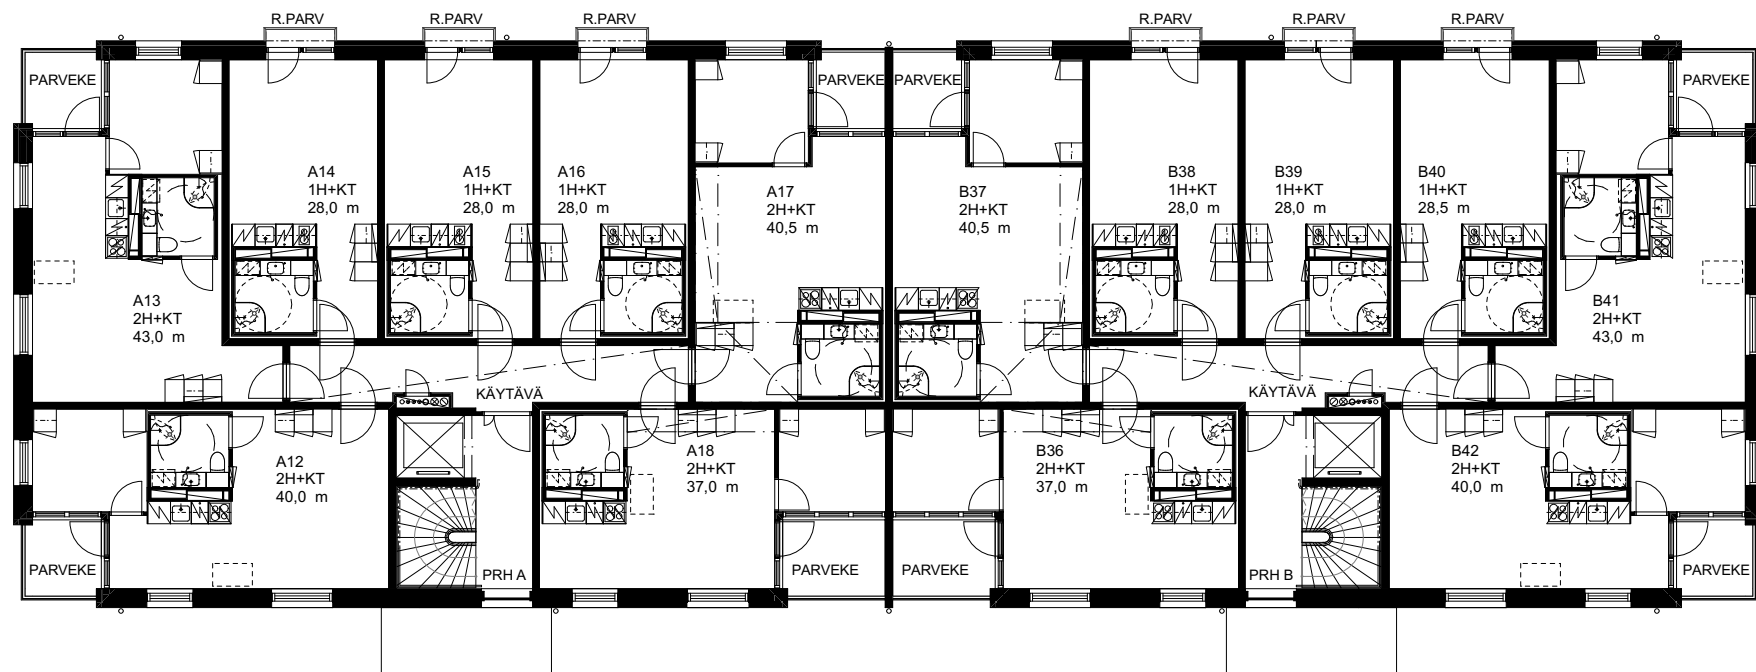 R.PARV
R.PARV
R.PARV
R.PARV
R.PARV
R.PARV
PARVEKE
PARVEKE
PARVEKE
PARVEKE
A14
1H+KT
28,0 m
A15
1H+KT
28,0 m
A16
1H+KT
28,0 m
A17
2H+KT
40,5 m
B37
2H+KT
40,5 m
B38
1H+KT
28,0 m
B39
1H+KT
28,0 m
B40
1H+KT
28,5 m
A13
2H+KT
43,0 m
B41
2H+KT
43,0 m
KÄYTÄVÄ
KÄYTÄVÄ
A12
2H+KT
40,0 m
A18
2H+KT
37,0 m
B36
2H+KT
37,0 m
B42
2H+KT
40,0 m
PARVEKE
PRH A
PARVEKE
PARVEKE
PRH B
PARVEKE